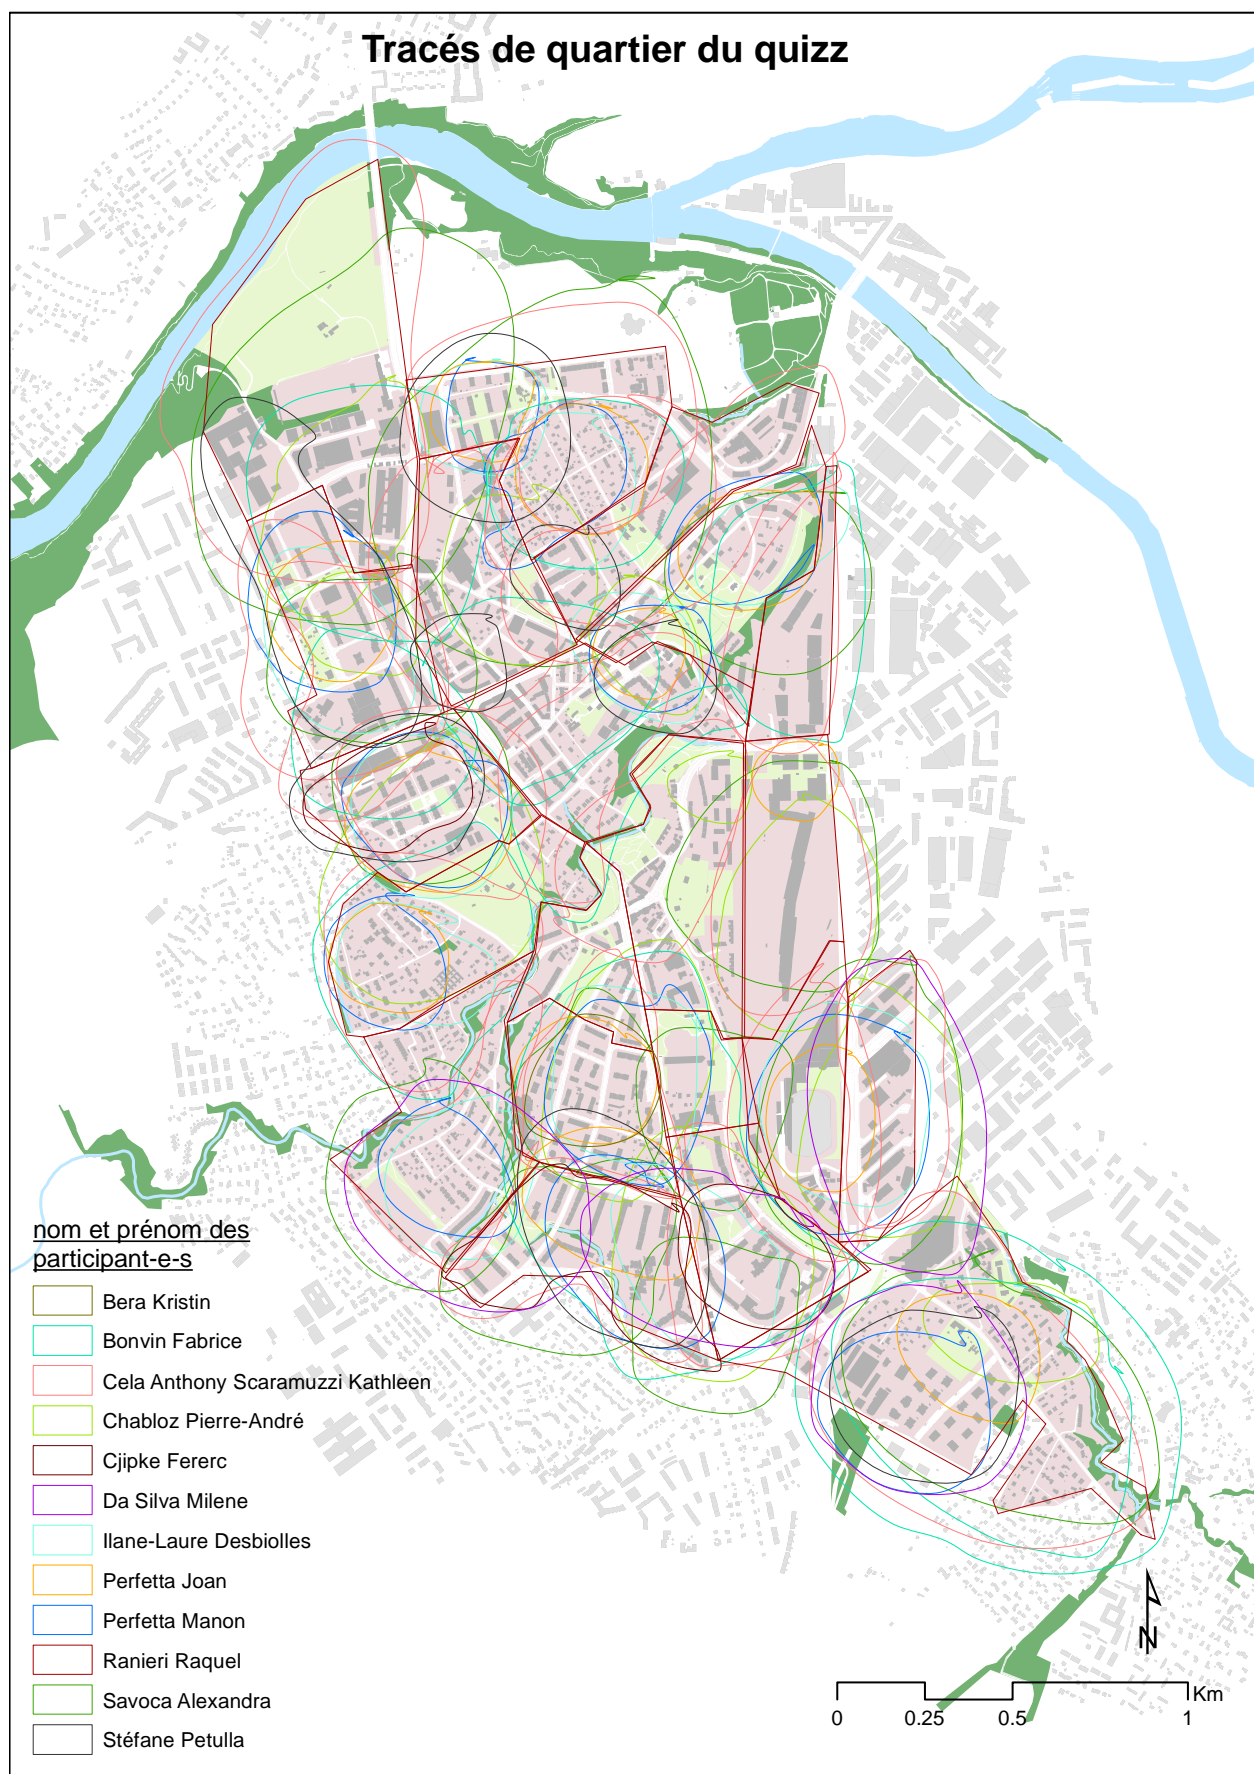 Tracés de quartier du quizz
nom et prénom des
participant-e-s
Bera Kristin
Bonvin Fabrice
Cela Anthony Scaramuzzi Kathleen
Chabloz Pierre-André
Cjipke Fererc
Da Silva Milene
Ilane-Laure Desbiolles
Perfetta Joan
Perfetta Manon
Ranieri Raquel
Savoca Alexandra
Stéfane Petulla
N
Km
0 0.25 0.5 1